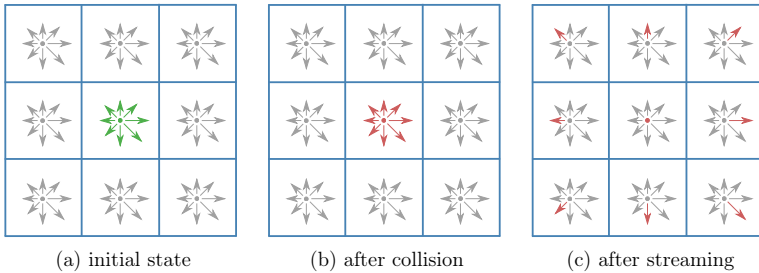 (a) initial state
(b) after collision
(c) after streaming